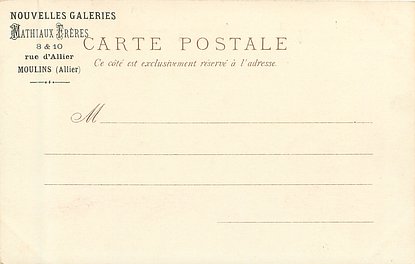 NOUVELLES GALERIES
MATHIAUX FRÈRES
8 & 10
rue d'Allier
MOULINS (Allier)
CARTE POSTALE
Ce côté est exclusivement réservé à l'adresse.
M